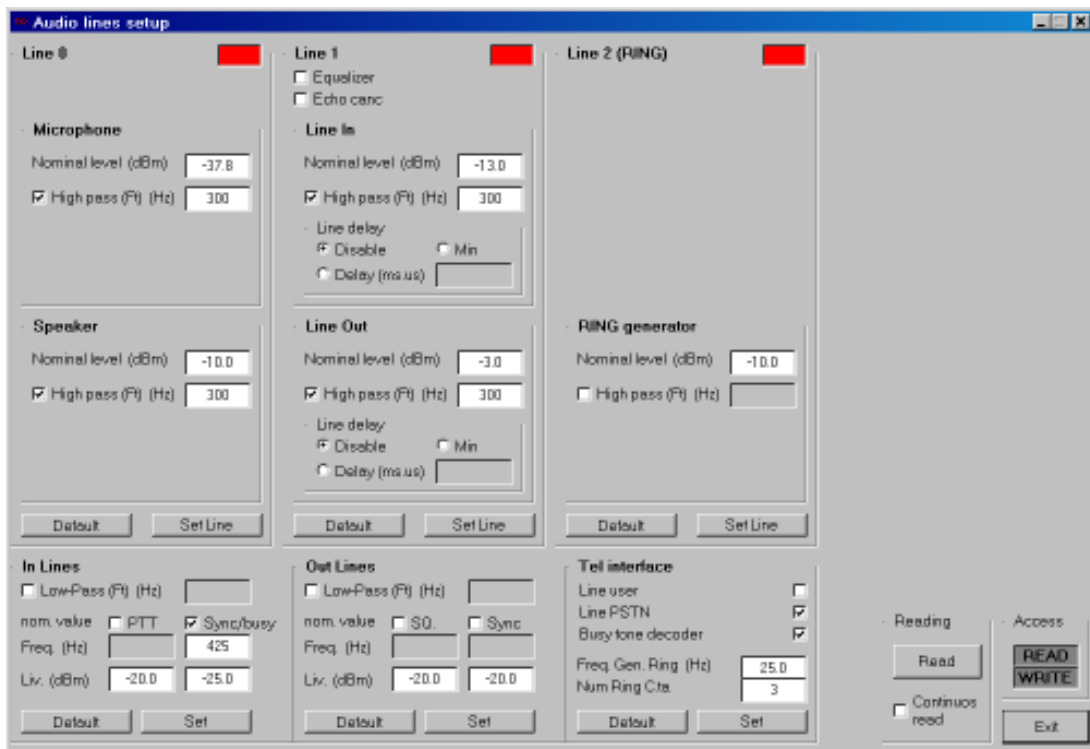 Audio lines setup
Line 0
Microphone
Nominal level (dBm) -37.8
High pass (Ft) (Hz) 300
Speaker
Nominal level (dBm) -10.0
High pass (Ft) (Hz) 300
Default Set Line
Line 1
Equalizer
Echo canc
Line In
Nominal level (dBm) -13.0
High pass (Ft) (Hz) 300
Line delay
Disable Min
Delay (ms.us)
Line Out
Nominal level (dBm) -3.0
High pass (Ft) (Hz) 300
Line delay
Disable Min
Delay (ms.us)
Default Set Line
Line 2 (RING)
RING generator
Nominal level (dBm) -10.0
High pass (Ft) (Hz)
Default Set Line
In Lines
Low-Pass (Ft) (Hz)
nom. value PTT Sync/busy
Freq. (Hz) 425
Liv. (dBm) -20.0 -25.0
Default Set
Out Lines
Low-Pass (Ft) (Hz)
nom. value SQ. Sync
Freq. (Hz)
Liv. (dBm) -20.0 -20.0
Default Set
Tel interface
Line user
Line PSTN
Busy tone decoder
Freq. Gen. Ring (Hz) 25.0
Num Ring C.ta. 3
Default Set
Reading
Read
Continuos
read
Access
READ
WRITE
Exit